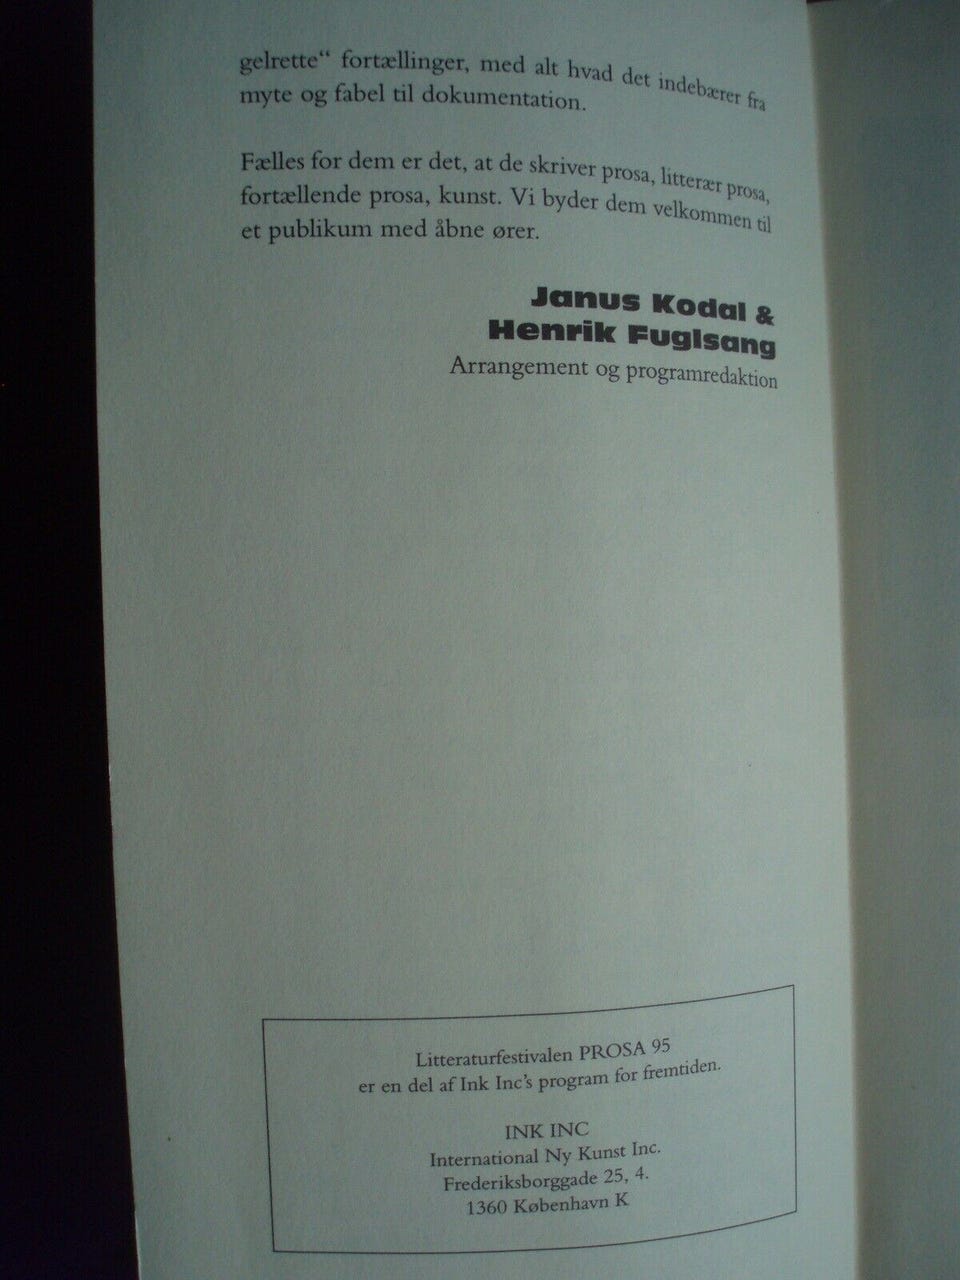 gelrette“ fortællinger, med alt hvad det indebærer fra
myte og fabel til dokumentation.
Fælles for dem er det, at de skriver prosa, litterær prosa,
fortællende prosa, kunst. Vi byder dem velkommen til
et publikum med åbne ører.
Janus Kodal &
Henrik Fuglsang
Arrangement og programredaktion
Litteraturfestivalen PROSA 95
er en del af Ink Inc's program for fremtiden.
INK INC
International Ny Kunst Inc.
Frederiksborggade 25, 4.
1360 København K